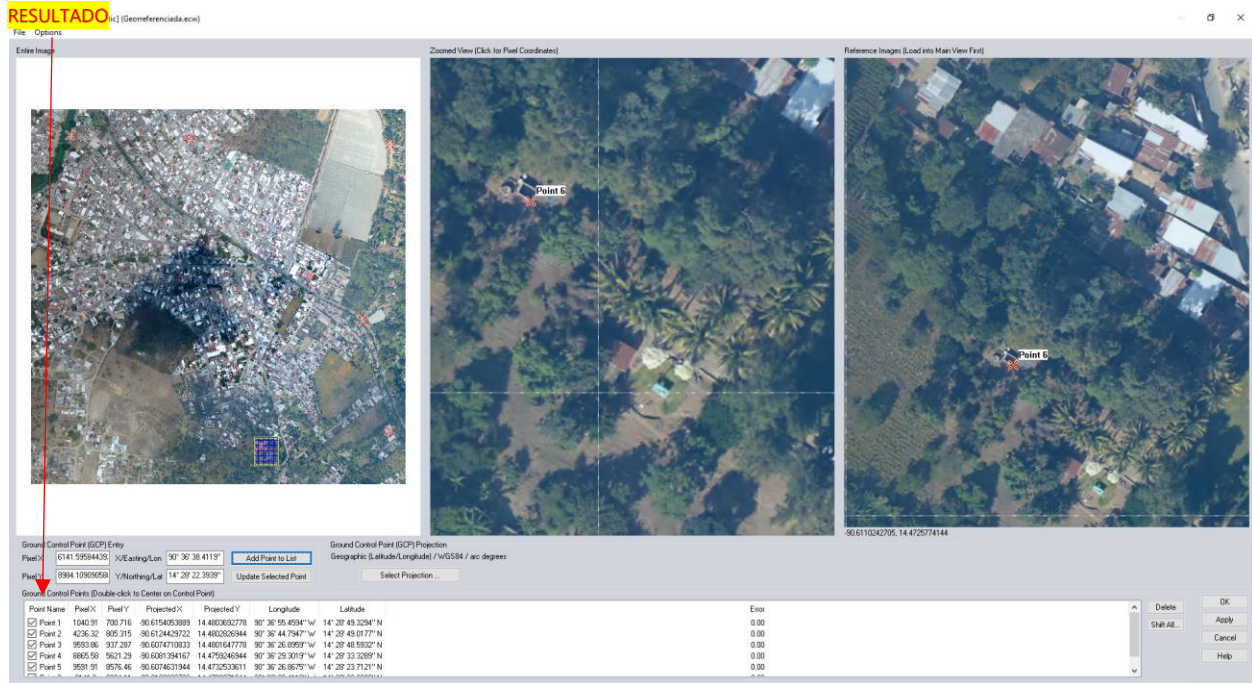 RESULTADO
tic] (Georreferenciada.ecw)
File Options
Entire Image
Zoomed View (Click for Pixel Coordinates)
Reference Images (Load into Main View First)
Point 6
Point 6
-90.6110242705, 14.4725774144
Ground Control Point (GCP) Entry
Ground Control Point (GCP) Projection
Pixel X 6141.59584439 X/Easting/Lon 90° 36' 38.4119" Add Point to List
Geographic (Latitude/Longitude) / WGS84 / arc degrees
Pixel Y 8984.1090905 Y/Northing/Lat 14° 28' 22.3939" Update Selected Point
Select Projection ...
Ground Control Points (Double-click to Center on Control Point)
Point Name Pixel X Pixel Y Projected X Projected Y Longitude Latitude Error
Point 1 1040.91 700.716 -90.6154053889 14.4803692778 90° 36' 55.4594" W 14° 28' 49.3294" N 0.00
Point 2 4236.32 805.315 -90.6124429722 14.4802826944 90° 36' 44.7947" W 14° 28' 49.0177" N 0.00
Point 3 9593.86 937.287 -90.6074710833 14.4801647778 90° 36' 26.8959" W 14° 28' 48.5932" N 0.00
Point 4 8865.58 5621.29 -90.6081394167 14.4759246944 90° 36' 29.3019" W 14° 28' 33.3289" N 0.00
Point 5 9591.91 8576.46 -90.6074631944 14.4732533611 90° 36' 26.8675" W 14° 28' 23.7121" N 0.00
Delete
Shift All...
OK
Apply
Cancel
Help